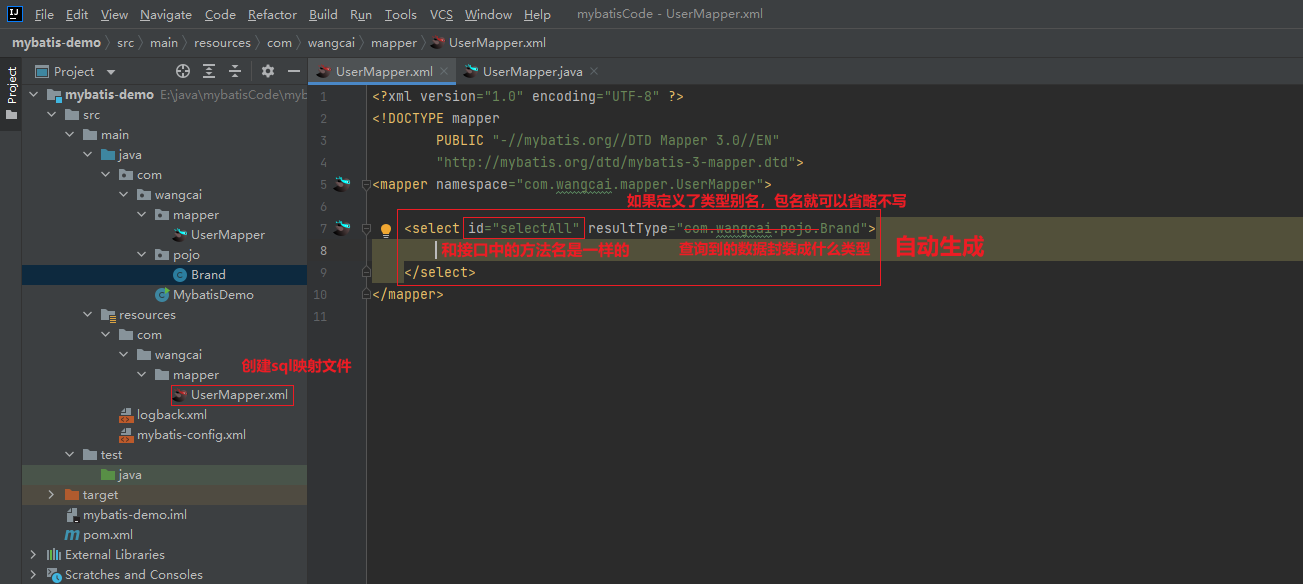 File Edit View Navigate Code Refactor Build Run Tools VCS Window Help mybatisCode - UserMapper.xml
mybatis-demo src main resources com wangcai mapper UserMapper.xml
Project
Project
UserMapper.xml
UserMapper.java
mybatis-demo E:\java\mybatisCode\myb
src
main
java
com
wangcai
mapper
UserMapper
pojo
Brand
MybatisDemo
resources
com
wangcai
mapper
UserMapper.xml
logback.xml
mybatis-config.xml
test
java
target
mybatis-demo.iml
pom.xml
External Libraries
Scratches and Consoles
创建sql映射文件
1 <?xml version="1.0" encoding="UTF-8" ?>
2 <!DOCTYPE mapper
3 PUBLIC "-//mybatis.org//DTD Mapper 3.0//EN"
4 "http://mybatis.org/dtd/mybatis-3-mapper.dtd">
5 <mapper namespace="com.wangcai.mapper.UserMapper">
如果定义了类型别名，包名就可以省略不写
6
7 <select id="selectAll" resultType="com.wangcai.pojo.Brand">
8 和接口中的方法名是一样的 查询到的数据封装成什么类型 自动生成
9 </select>
10 </mapper>
11